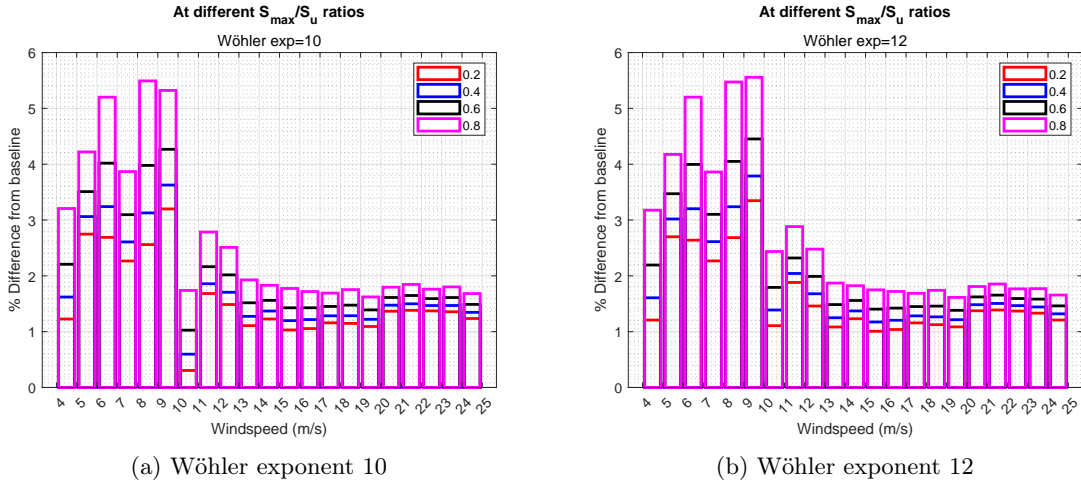 At different S_max/S_u ratios
Wöhler exp=10
6
5
4
3
2
1
0
% Difference from baseline
0.2
0.4
0.6
0.8
4 5 6 7 8 9 10 11 12 13 14 15 16 17 18 19 20 21 22 23 24 25
Windspeed (m/s)
(a) Wöhler exponent 10
At different S_max/S_u ratios
Wöhler exp=12
6
5
4
3
2
1
0
% Difference from baseline
0.2
0.4
0.6
0.8
4 5 6 7 8 9 10 11 12 13 14 15 16 17 18 19 20 21 22 23 24 25
Windspeed (m/s)
(b) Wöhler exponent 12